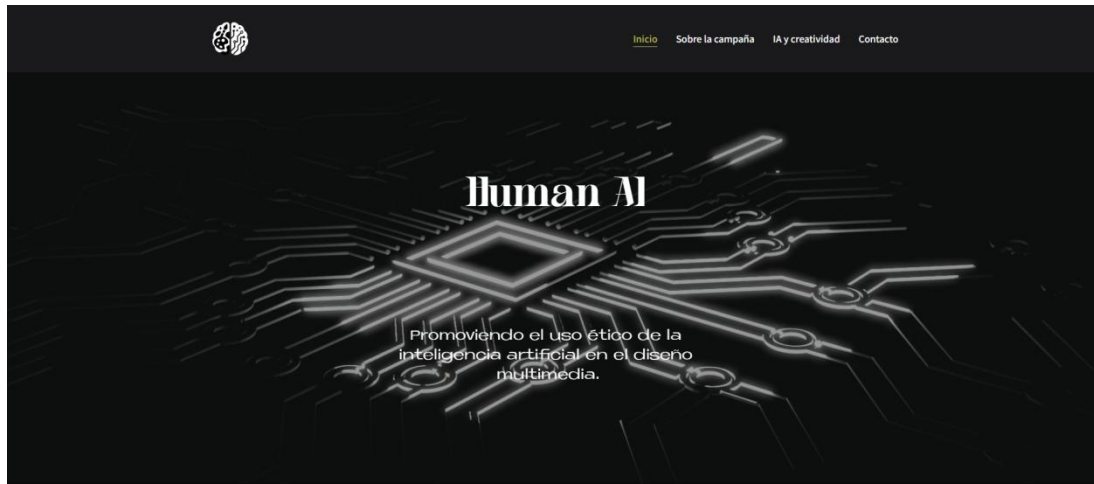 Inicio Sobre la campaña IA y creatividad Contacto
Human AI
Promoviendo el uso ético de la
inteligencia artificial en el diseño
multimedia.